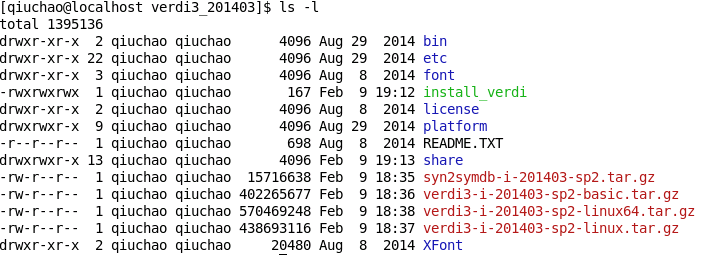 [qiuchao@localhost verdi3_201403]$ ls -l
total 1395136
drwxr-xr-x  2 qiuchao qiuchao      4096 Aug 29  2014 bin
drwxr-xr-x 22 qiuchao qiuchao      4096 Aug 29  2014 etc
drwxr-xr-x  3 qiuchao qiuchao      4096 Aug  8  2014 font
-rwxrwxrwx  1 qiuchao qiuchao       167 Feb  9 19:12 install_verdi
drwxr-xr-x  2 qiuchao qiuchao      4096 Aug  8  2014 license
drwxrwxr-x  9 qiuchao qiuchao      4096 Aug 29  2014 platform
-r--r--r--  1 qiuchao qiuchao       698 Aug  8  2014 README.TXT
drwxrwxr-x 13 qiuchao qiuchao      4096 Feb  9 19:13 share
-rw-r--r--  1 qiuchao qiuchao  15716638 Feb  9 18:35 syn2symdb-i-201403-sp2.tar.gz
-rw-r--r--  1 qiuchao qiuchao 402265677 Feb  9 18:36 verdi3-i-201403-sp2-basic.tar.gz
-rw-r--r--  1 qiuchao qiuchao 570469248 Feb  9 18:38 verdi3-i-201403-sp2-linux64.tar.gz
-rw-r--r--  1 qiuchao qiuchao 438693116 Feb  9 18:37 verdi3-i-201403-sp2-linux.tar.gz
drwxr-xr-x  2 qiuchao qiuchao     20480 Aug  8  2014 XFont